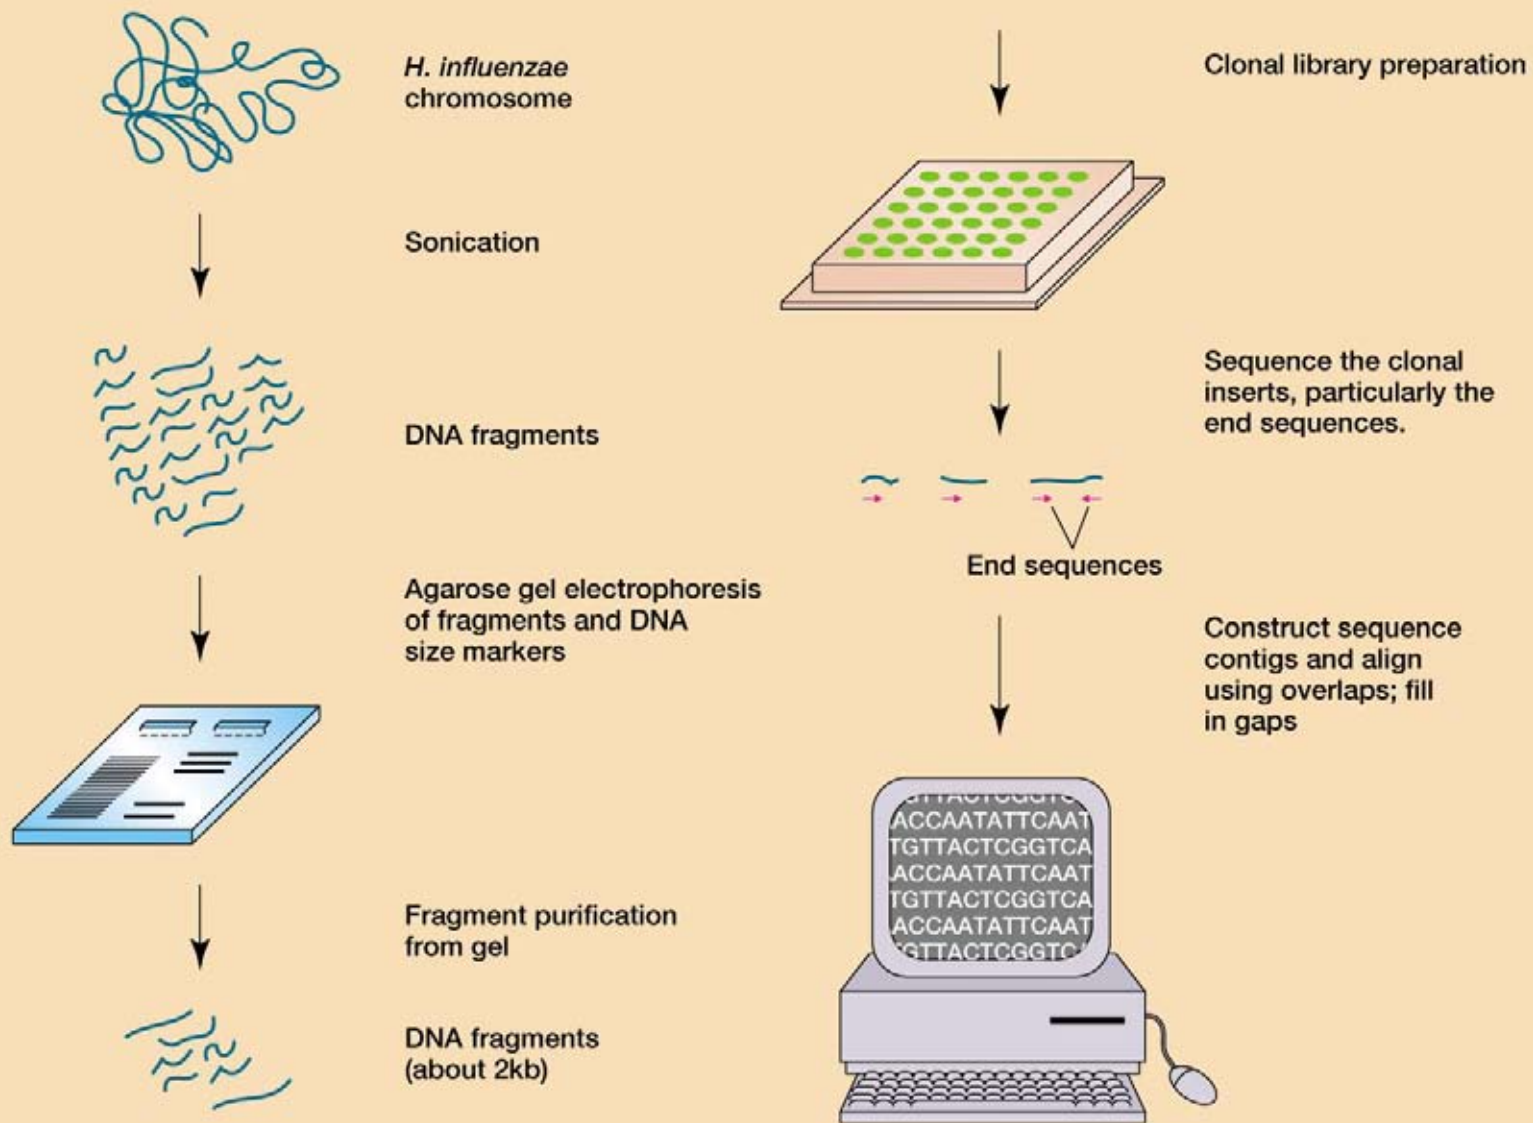 H. influenzae
chromosome
Sonication
DNA fragments
Agarose gel electrophoresis
of fragments and DNA
size markers
Fragment purification
from gel
DNA fragments
(about 2kb)
Clonal library preparation
Sequence the clonal
inserts, particularly the
end sequences.
End sequences
Construct sequence
contigs and align
using overlaps; fill
in gaps
GTTACTCGGTC
ACCAATATTCAAT
TGTTACTCGGTCA
ACCAATATTCAAT
TGTTACTCGGTCA
ACCAATATTCAAT
TGTTACTCGGTCA